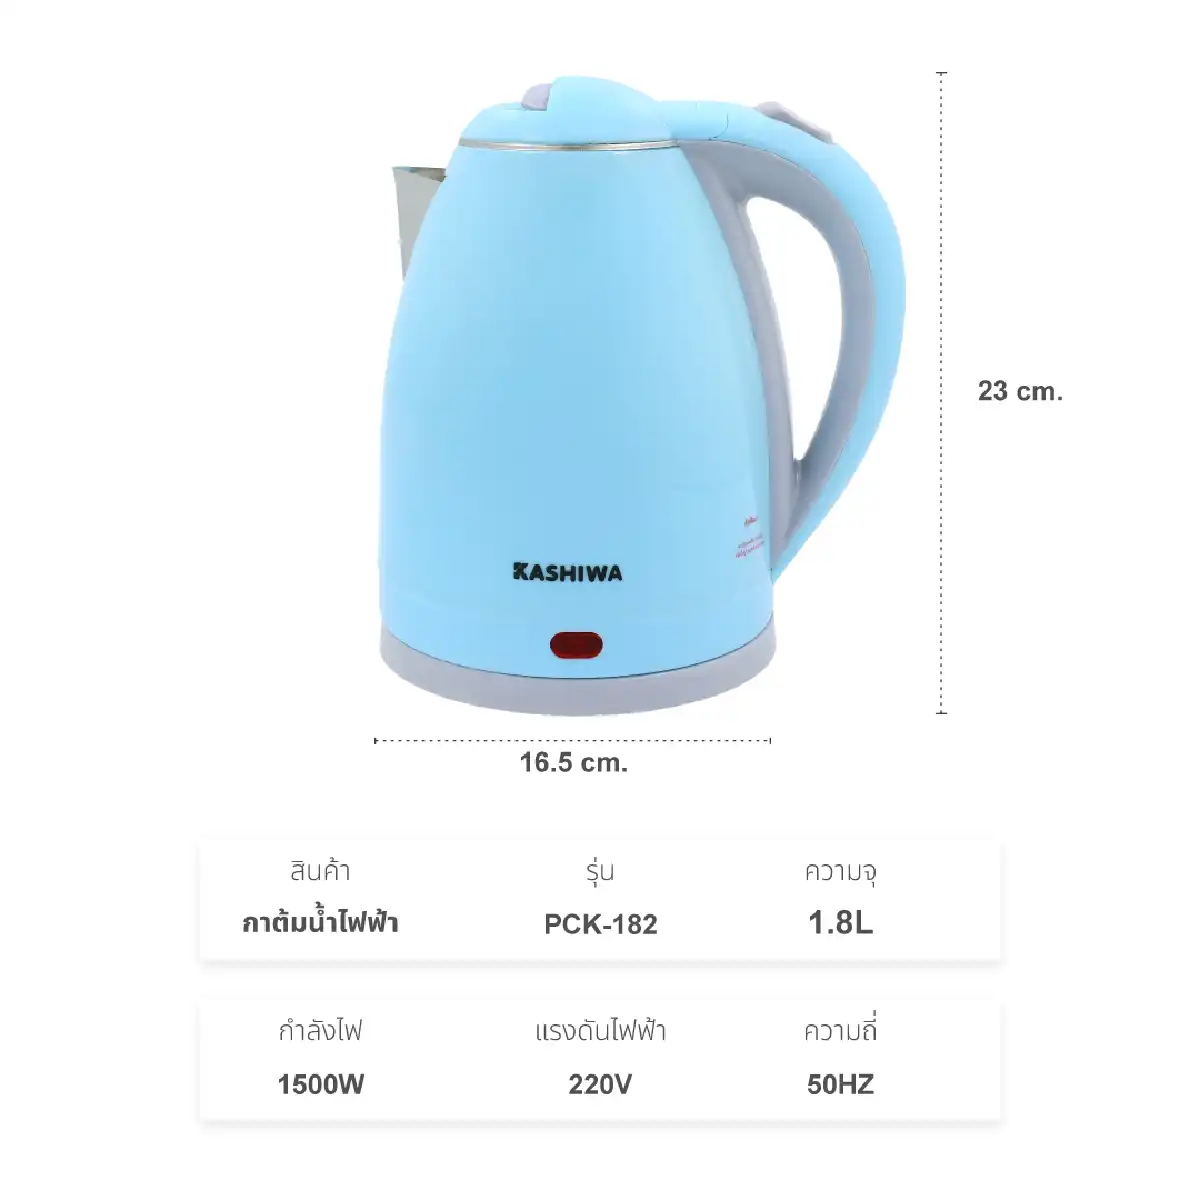 23 cm.
KASHIWA
16.5 cm.
สินค้า รุ่น ความจุ
กาต้มน้ำไฟฟ้า PCK-182 1.8L
กำลังไฟ แรงดันไฟฟ้า ความถี่
1500W 220V 50HZ